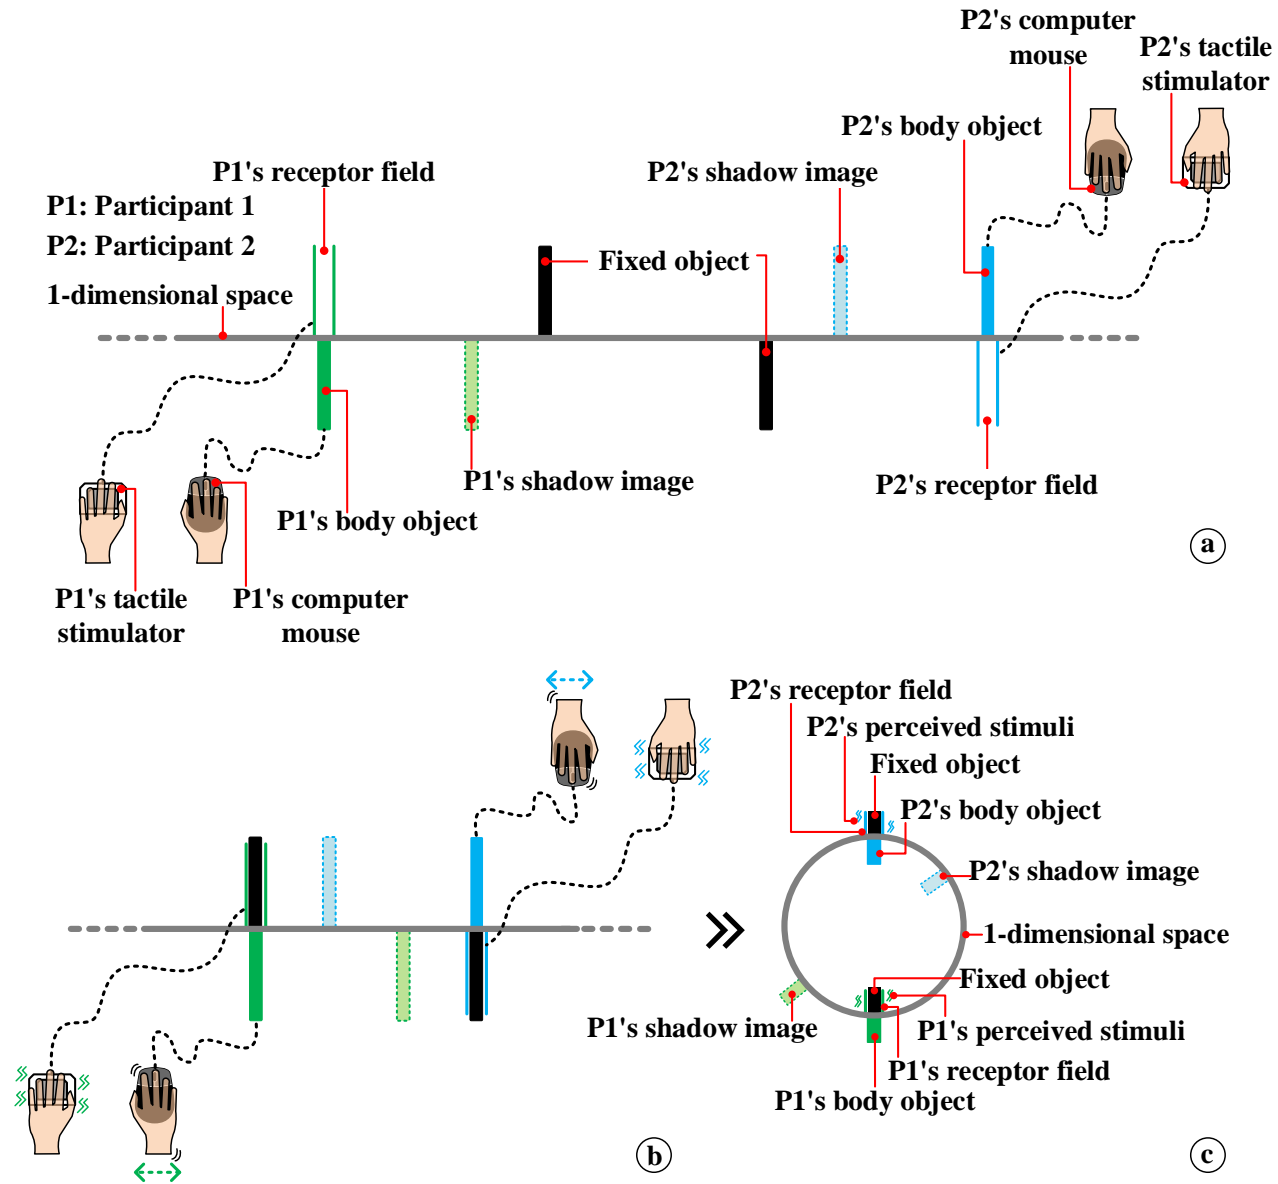 P2's computer
mouse
P2's tactile
stimulator
P2's body object
P1's receptor field
P2's shadow image
P1: Participant 1
P2: Participant 2
Fixed object
1-dimensional space
P1's shadow image
P2's receptor field
P1's body object
a
P1's tactile
stimulator
P1's computer
mouse
P2's receptor field
P2's perceived stimuli
Fixed object
P2's body object
P2's shadow image
1-dimensional space
Fixed object
P1's shadow image
P1's perceived stimuli
P1's receptor field
P1's body object
b
c